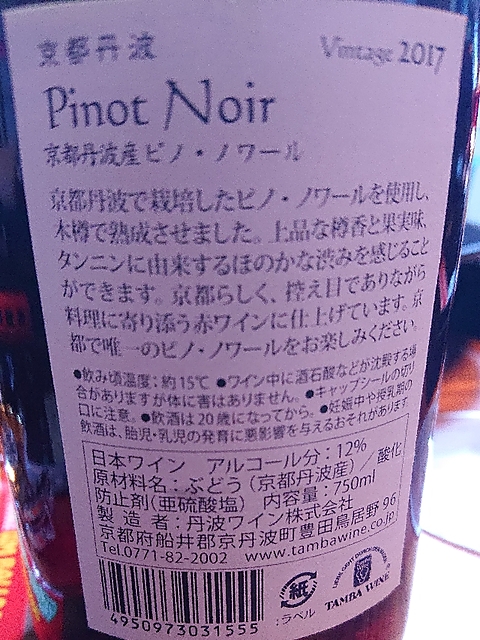 京都丹波 Vintage 2017
Pinot Noir
京都丹波産ピノ・ノワール
京都丹波で栽培したピノ・ノワールを使用し、
木樽で熟成させました。上品な樽香と果実味、
タンニンに由来するほのかな渋みを感じること
ができます。京都らしく、控え目でありながら
料理に寄り添う赤ワインに仕上げています。京
都で唯一のピノ・ノワールをお楽しみください。
●飲み頃温度：約15℃ ●ワイン中に酒石酸などが沈殿する場
合がありますが体に害はありません。●キャップシールの切り
口に注意。●飲酒は20歳になってから。●妊娠中や授乳期の
飲酒は、胎児・乳児の発育に悪影響を与えるおそれがあります。
日本ワイン アルコール分：12%
原材料名：ぶどう（京都丹波産）／酸化
防止剤（亜硫酸塩） 内容量：750ml
製造者：丹波ワイン株式会社
京都府船井郡京丹波町豊田鳥居野96
Tel.0771-82-2002 www.tambawine.co.jp
4950973031555
紙
：ラベル
TAMBA WINE